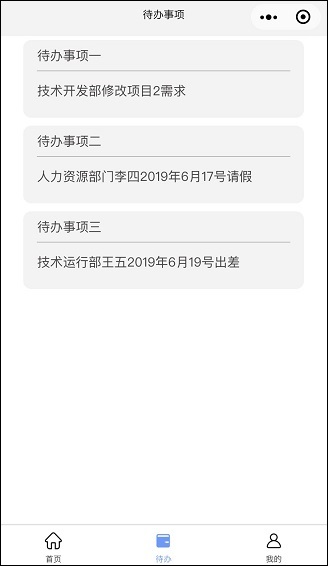 待办事项
待办事项一
技术开发部修改项目2需求
待办事项二
人力资源部门李四2019年6月17号请假
待办事项三
技术运行部王五2019年6月19号出差
首页
待办
我的